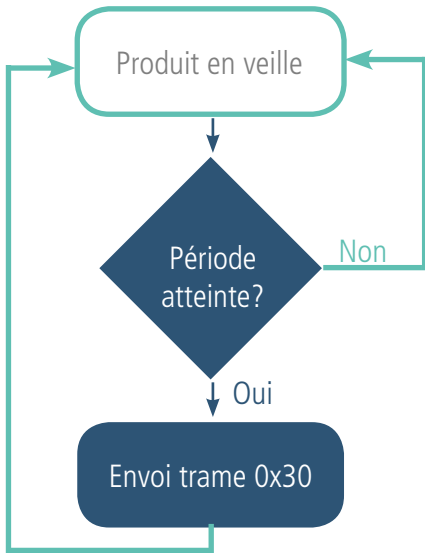 Produit en veille
Période
atteinte?
Non
Oui
Envoi trame 0x30